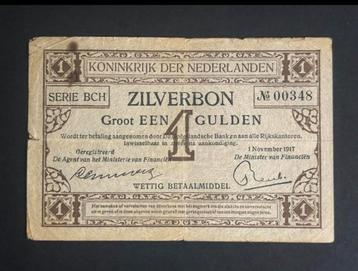 1 KONINKRIJK DER NEDERLANDEN 1
SERIE BCH ZILVERBON № 00348
Groot EEN GULDEN
1
Wordt ter betaling aangenomen door De Nederlandsche Bank en aan alle Rijkskantoren.
Inwisselbaar in
aankondiging.
Geregistreerd 1 November 1917
De Agent van het Ministerie van Financiën De Minister van Financiën
WETTIG BETAALMIDDEL
1 1